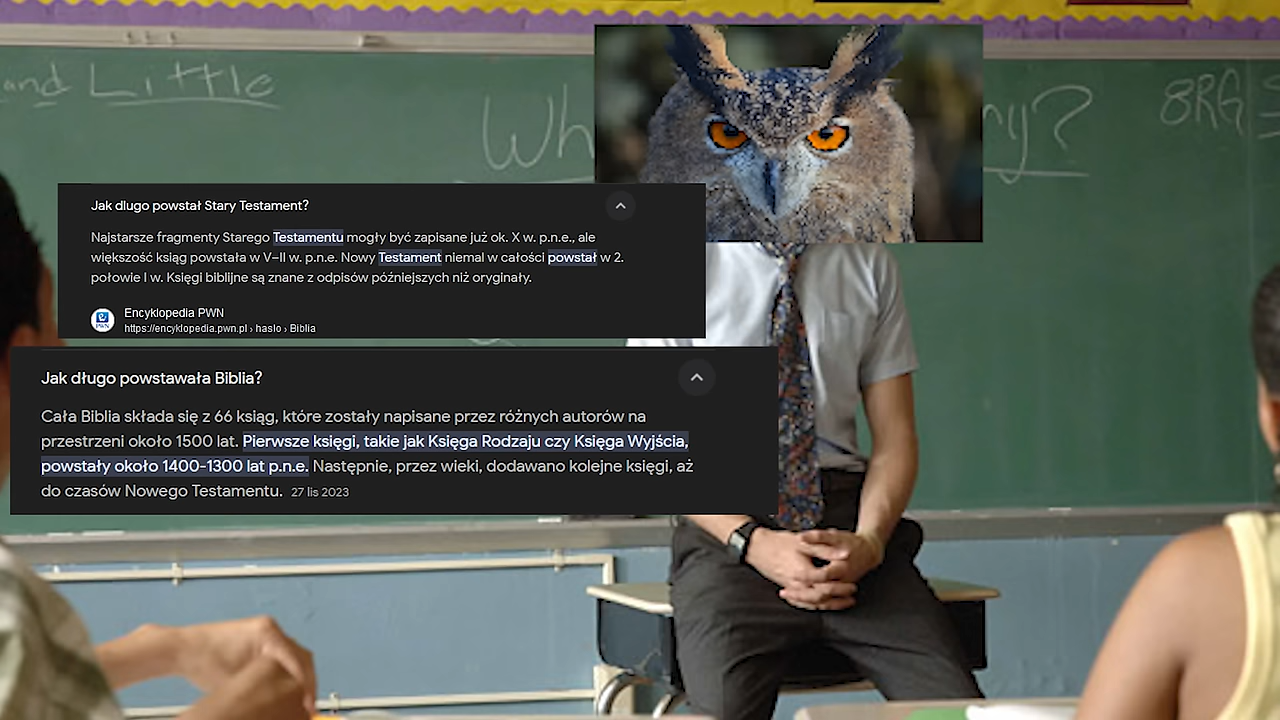 and Little
Wh
ry?
8RG
Jak dlugo powstał Stary Testament?
Najstarsze fragmenty Starego Testamentu mogły być zapisane już ok. X w. p.n.e., ale
większość ksiąg powstała w V–II w. p.n.e. Nowy Testament niemal w całości powstał w 2.
połowie I w. Księgi biblijne są znane z odpisów późniejszych niż oryginały.
Encyklopedia PWN
https://encyklopedia.pwn.pl › haslo › Biblia
Jak długo powstawała Biblia?
Cała Biblia składa się z 66 ksiąg, które zostały napisane przez różnych autorów na
przestrzeni około 1500 lat. Pierwsze księgi, takie jak Księga Rodzaju czy Księga Wyjścia,
powstały około 1400-1300 lat p.n.e. Następnie, przez wieki, dodawano kolejne księgi, aż
do czasów Nowego Testamentu. 27 lis 2023